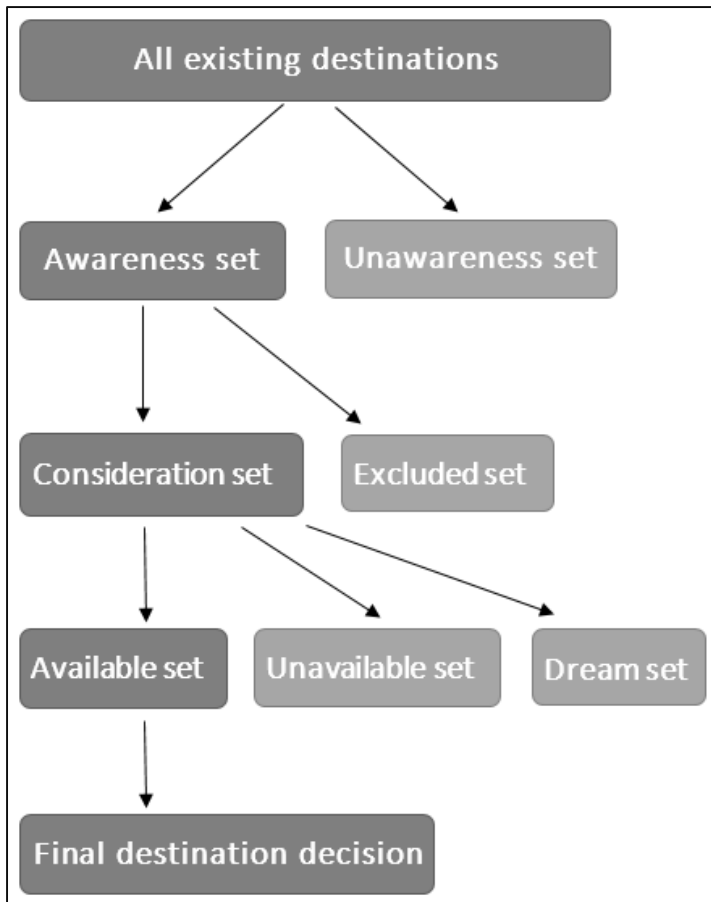 All existing destinations
Awareness set
Unawareness set
Consideration set
Excluded set
Available set
Unavailable set
Dream set
Final destination decision